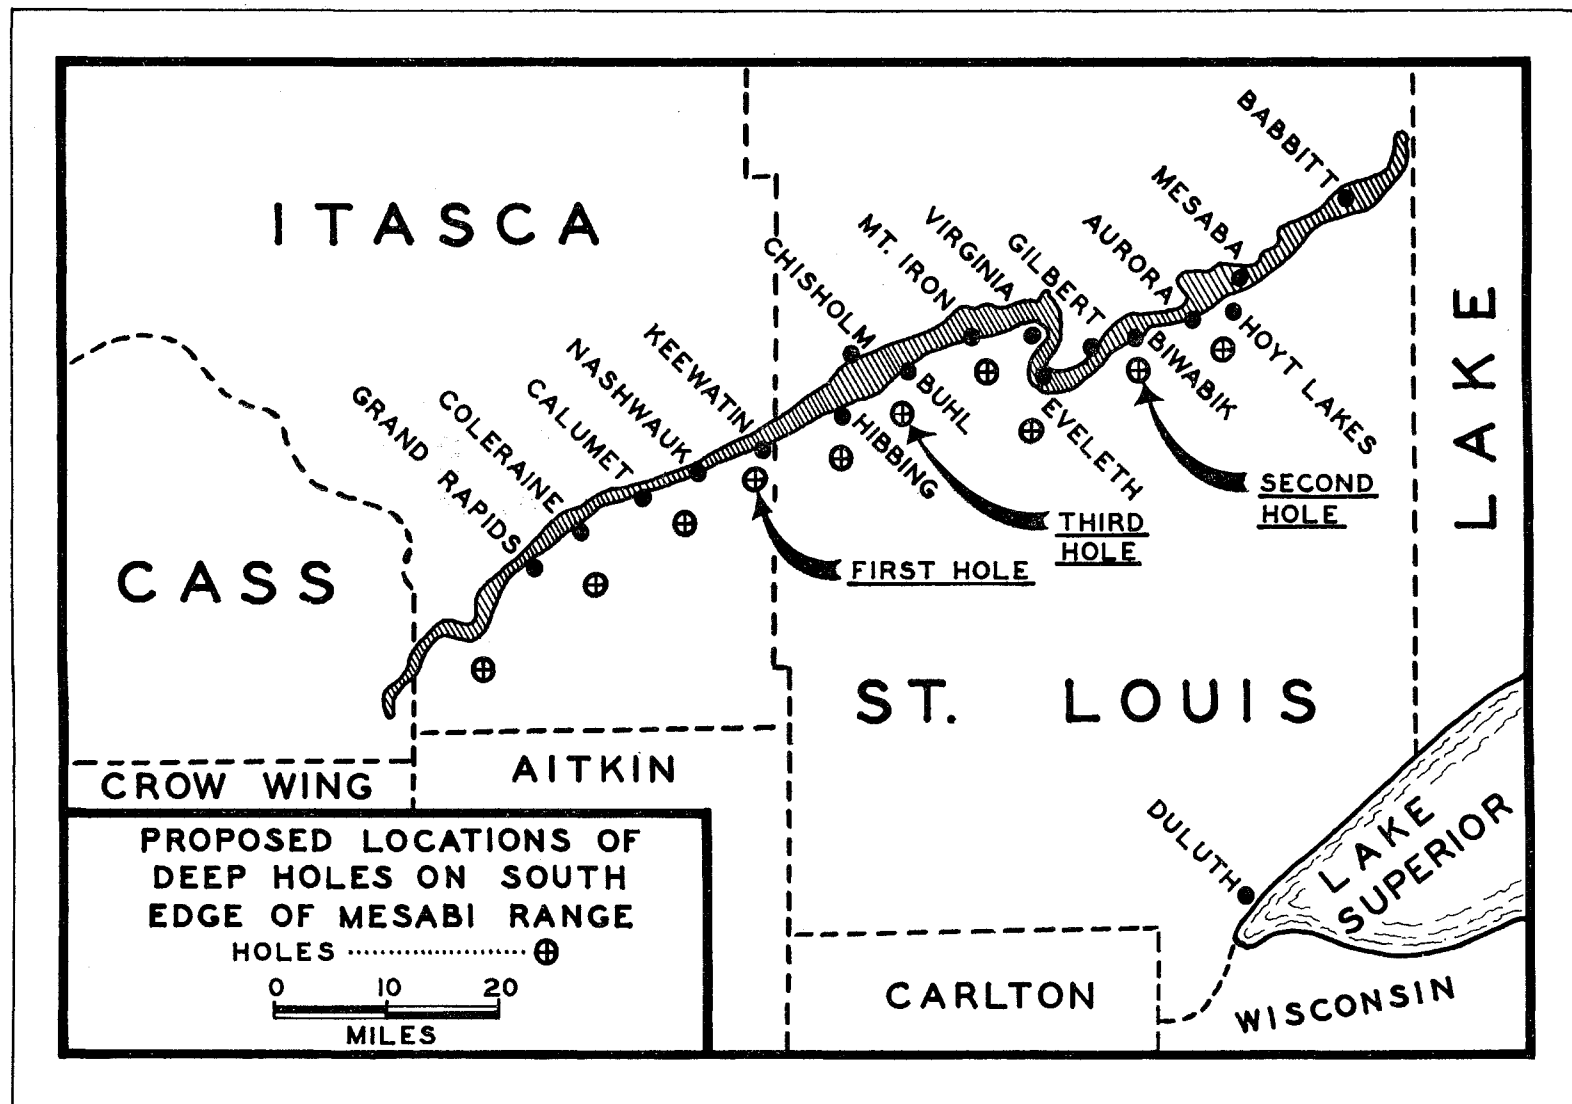 ITASCA
CASS
CROW WING
AITKIN
ST. LOUIS
CARLTON
LAKE
WISCONSIN
LAKE
SUPERIOR
DULUTH
GRAND RAPIDS
COLERAINE
CALUMET
NASHWAUK
KEEWATIN
CHISHOLM
HIBBING
BUHL
MT. IRON
VIRGINIA
EVELETH
GILBERT
BIWABIK
AURORA
HOYT LAKES
MESABA
BABBITT
FIRST HOLE
THIRD
HOLE
SECOND
HOLE
PROPOSED LOCATIONS OF
DEEP HOLES ON SOUTH
EDGE OF MESABI RANGE
HOLES
0 10 20
MILES